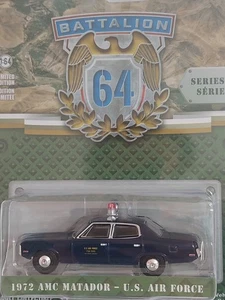 BATTALION
64
SERIES
SÉRIE
1972 AMC MATADOR - U.S. AIR FORCE